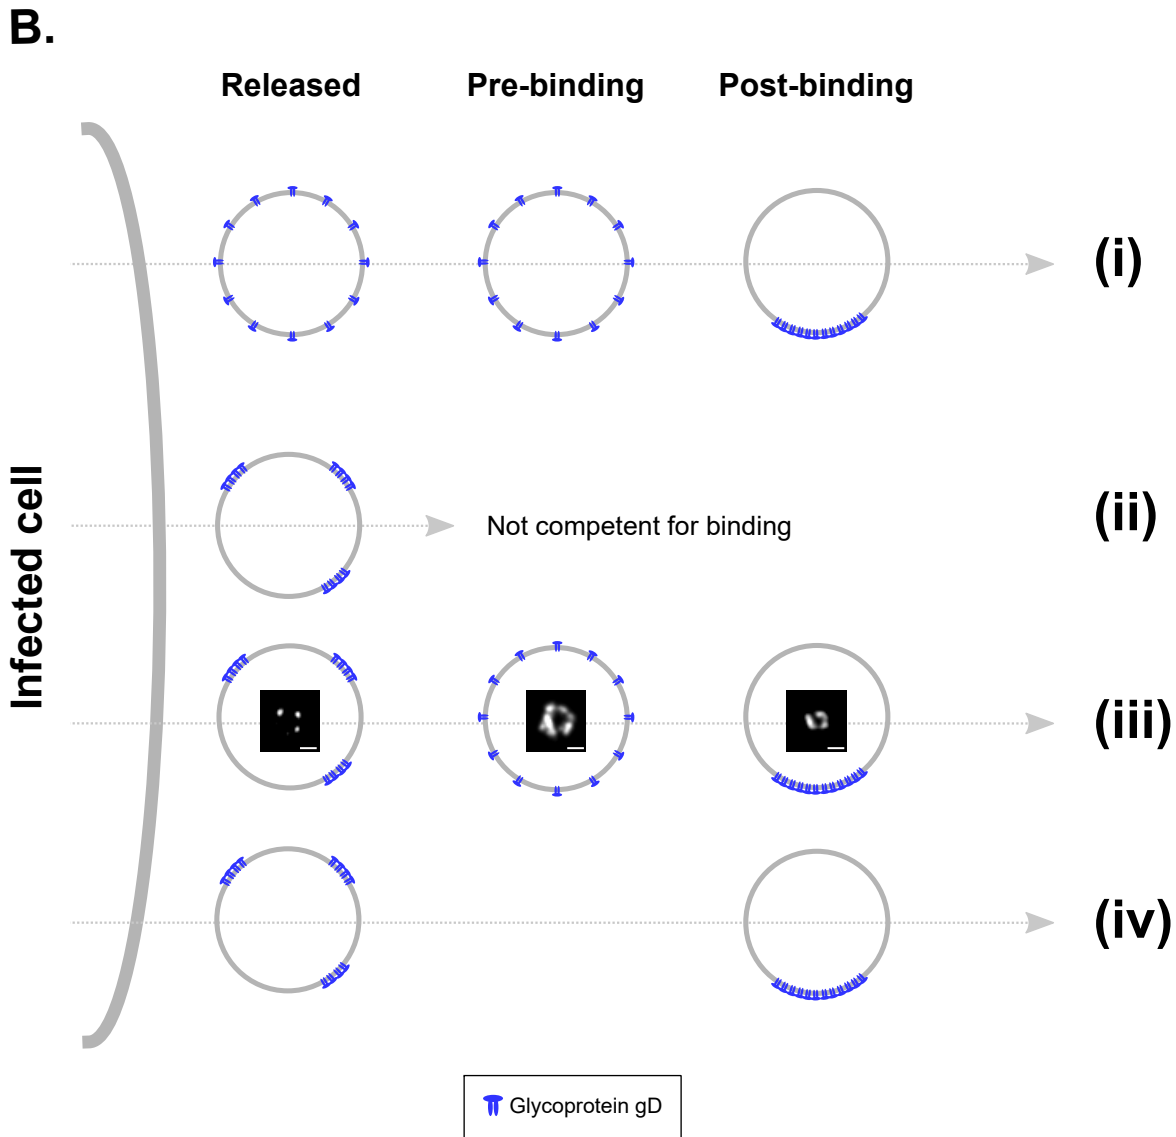 B.
Released Pre-binding Post-binding
(i)
Infected cell
Not competent for binding
(ii)
(iii)
(iv)
Glycoprotein gD